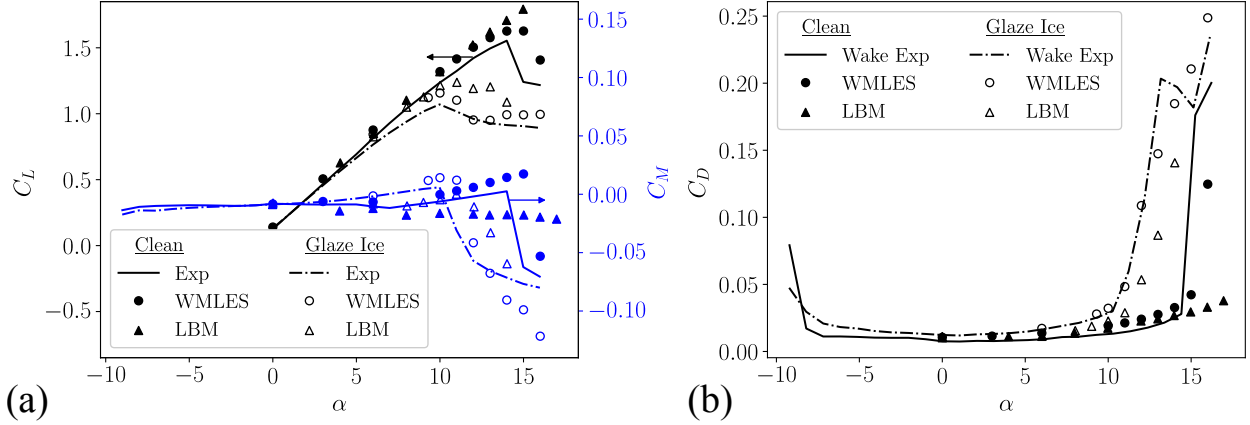 1.5
1.0
0.5
0.0
−0.5
C_L
0.15
0.10
0.05
0.00
−0.05
−0.10
C_M
Clean Glaze Ice
Exp Exp
WMLES WMLES
LBM LBM
−10 −5 0 5 10 15
α
(a)
0.25
0.20
0.15
0.10
0.05
0.00
C_D
Clean Glaze Ice
Wake Exp Wake Exp
WMLES WMLES
LBM LBM
−10 −5 0 5 10 15
α
(b)